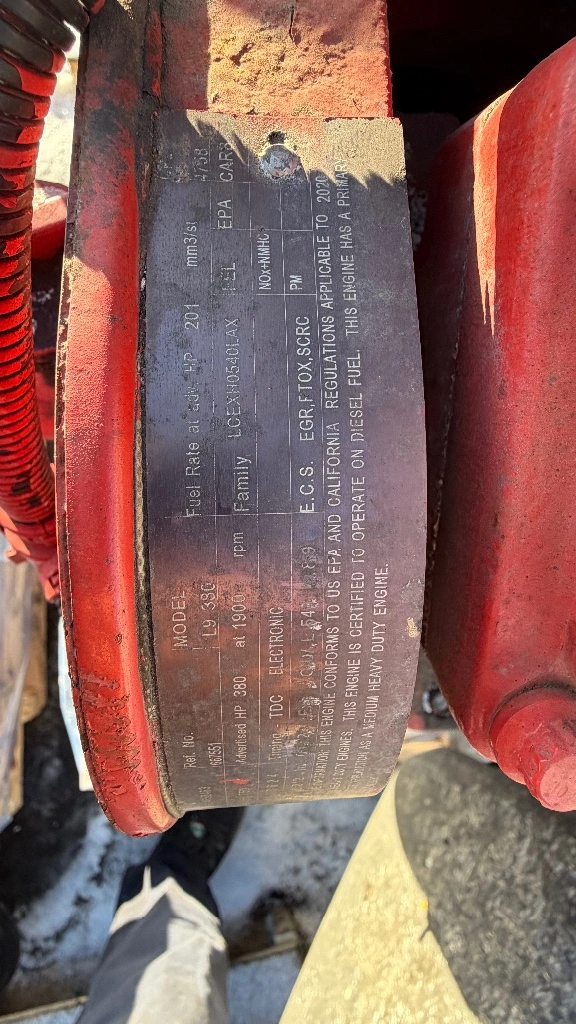 MODEL
L9 380
Ref. No.
Fuel Rate at adv. HP 201 mm3/st
Advertised HP 380 at 1900 rpm
Family LCEXH0540LAX
FEL EPA CARB
Timing TDC ELECTRONIC
NOx+NMHC
PM
E.C.S. EGR,FTOX,SCRC
THIS ENGINE CONFORMS TO US EPA AND CALIFORNIA REGULATIONS APPLICABLE TO 2020
ENGINES. THIS ENGINE IS CERTIFIED TO OPERATE ON DIESEL FUEL. THIS ENGINE HAS A PRIMARY
AS A MEDIUM HEAVY DUTY ENGINE.